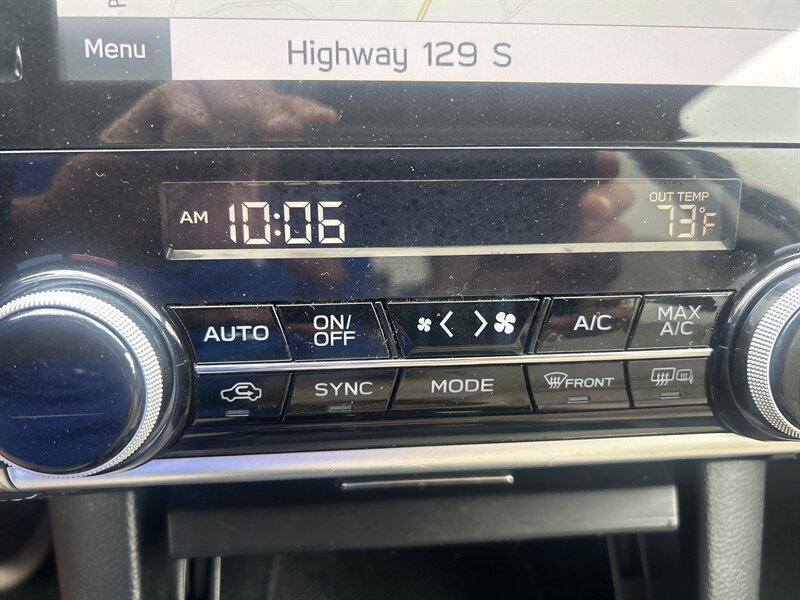 Menu Highway 129 S
OUT TEMP
AM 10:06 73°F
AUTO ON/OFF A/C MAX A/C
SYNC MODE FRONT